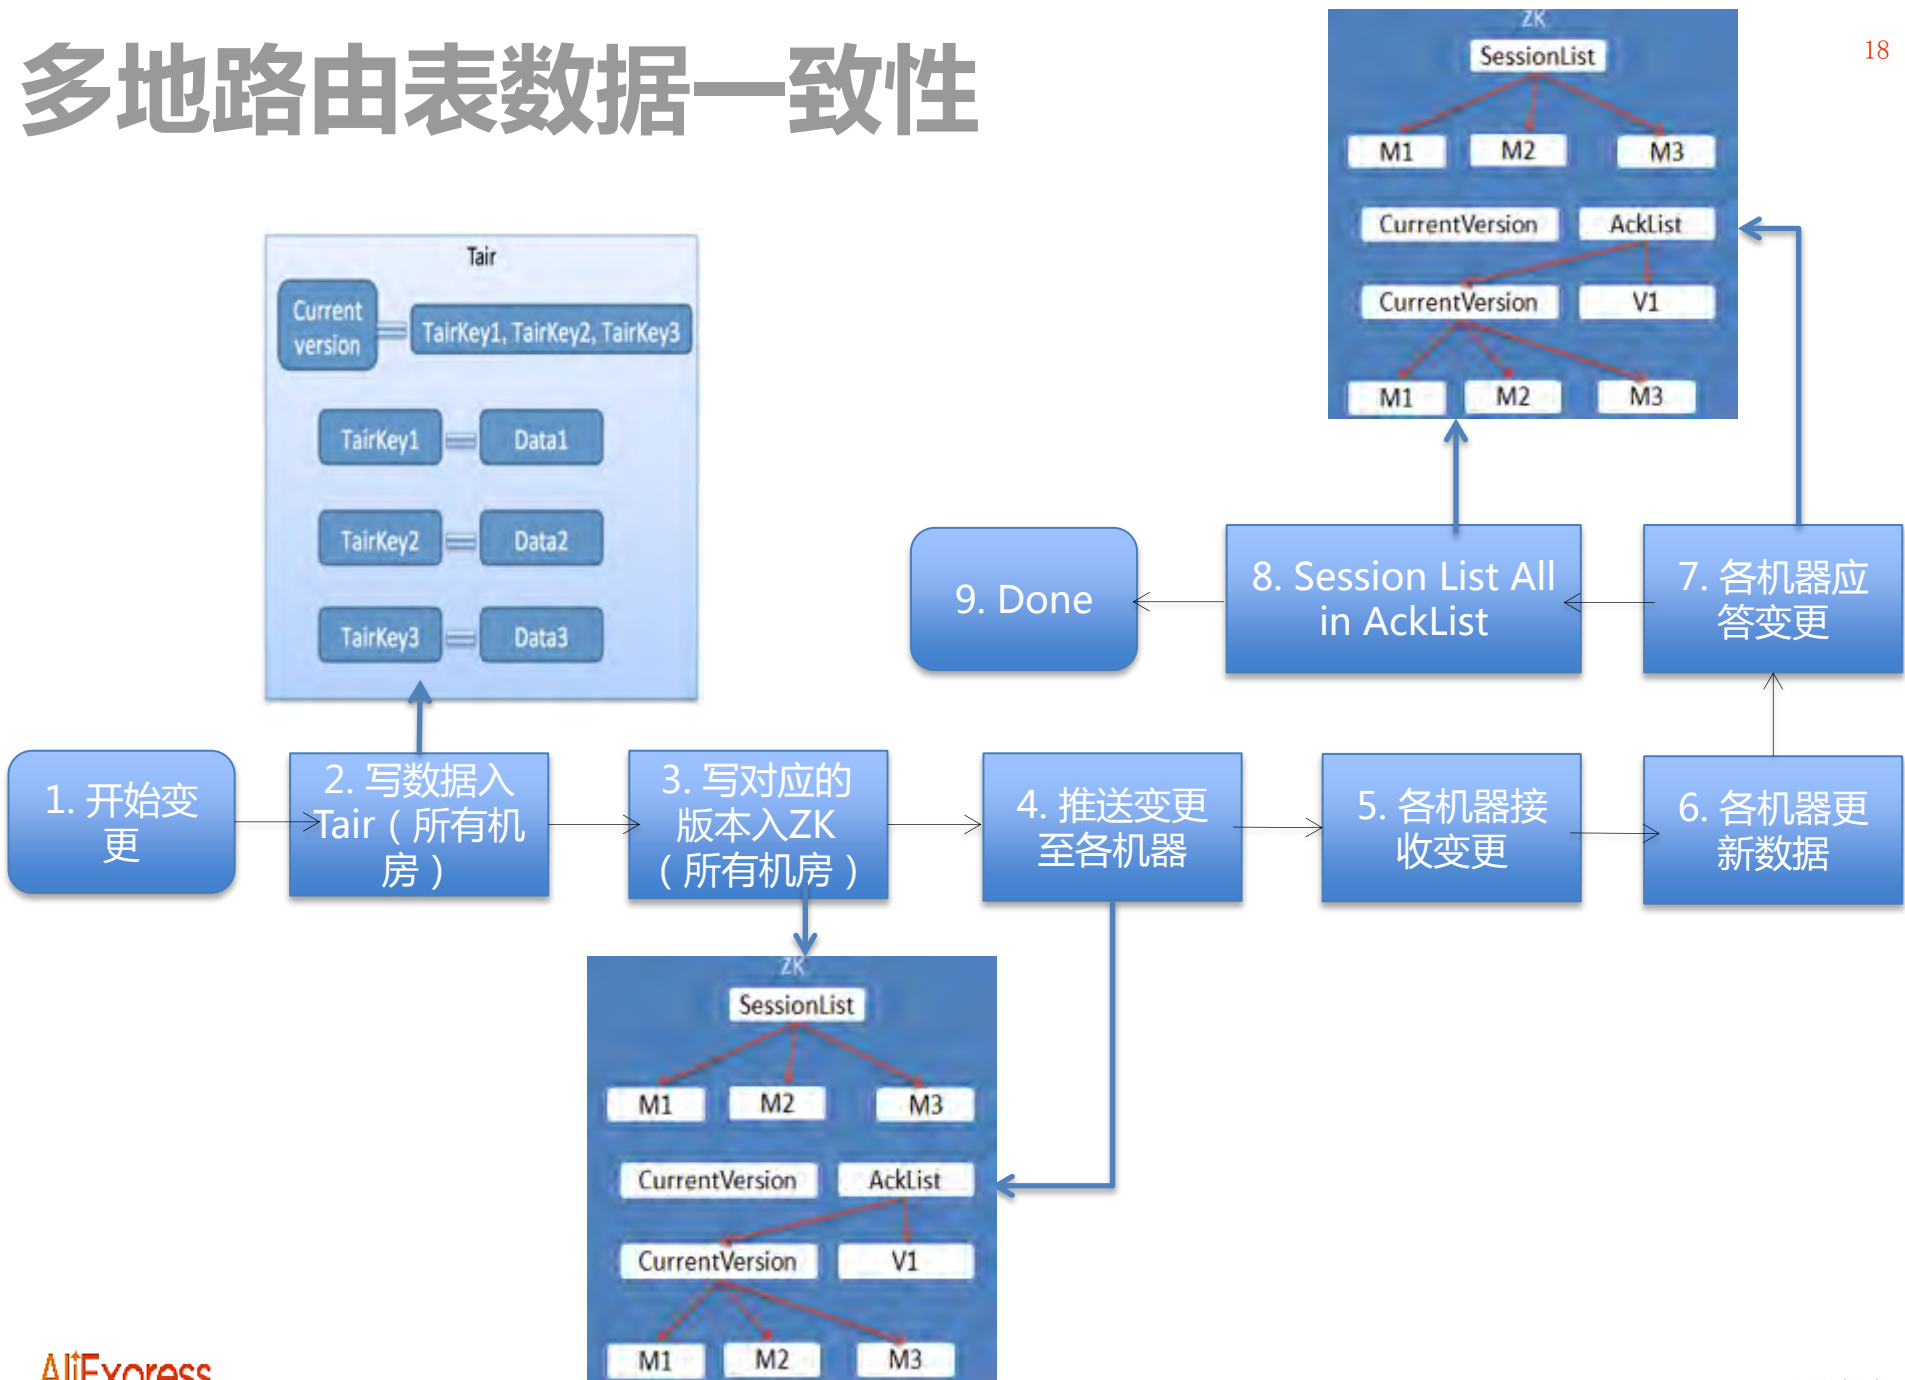 多地路由表数据一致性
18
ZK
SessionList
M1 M2 M3
CurrentVersion AckList
CurrentVersion V1
M1 M2 M3
Tair
Current
version
TairKey1, TairKey2, TairKey3
TairKey1 Data1
TairKey2 Data2
TairKey3 Data3
9. Done
8. Session List All
in AckList
7. 各机器应
答变更
1. 开始变
更
2. 写数据入
Tair（所有机
房）
3. 写对应的
版本入ZK
（所有机房）
4. 推送变更
至各机器
5. 各机器接
收变更
6. 各机器更
新数据
ZK
SessionList
M1 M2 M3
CurrentVersion AckList
CurrentVersion V1
M1 M2 M3
AliExpress